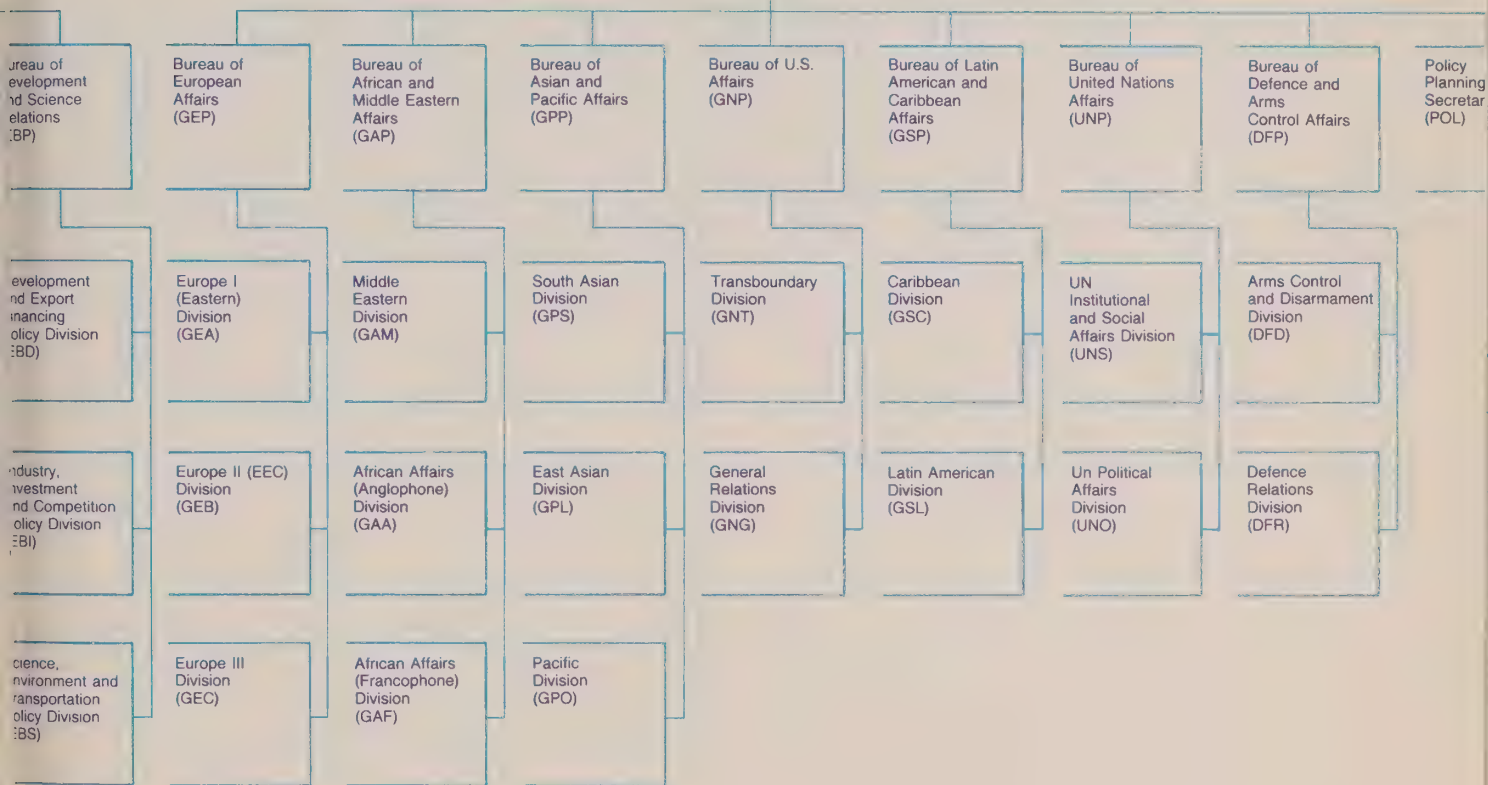 ureau of
evelopment
nd Science
elations
BP)
Bureau of
European
Affairs
(GEP)
Bureau of
African and
Middle Eastern
Affairs
(GAP)
Bureau of
Asian and
Pacific Affairs
(GPP)
Bureau of U.S.
Affairs
(GNP)
Bureau of Latin
American and
Caribbean
Affairs
(GSP)
Bureau of
United Nations
Affairs
(UNP)
Bureau of
Defence and
Arms
Control Affairs
(DFP)
Policy
Planning
Secretar
(POL)
evelopment
nd Export
inancing
olicy Division
EBD)
Europe I
(Eastern)
Division
(GEA)
Middle
Eastern
Division
(GAM)
South Asian
Division
(GPS)
Transboundary
Division
(GNT)
Caribbean
Division
(GSC)
UN
Institutional
and Social
Affairs Division
(UNS)
Arms Control
and Disarmament
Division
(DFD)
ndustry,
nvestment
nd Competition
olicy Division
EBI)
Europe II (EEC)
Division
(GEB)
African Affairs
(Anglophone)
Division
(GAA)
East Asian
Division
(GPL)
General
Relations
Division
(GNG)
Latin American
Division
(GSL)
Un Political
Affairs
Division
(UNO)
Defence
Relations
Division
(DFR)
cience,
nvironment and
ransportation
olicy Division
EBS)
Europe III
Division
(GEC)
African Affairs
(Francophone)
Division
(GAF)
Pacific
Division
(GPO)